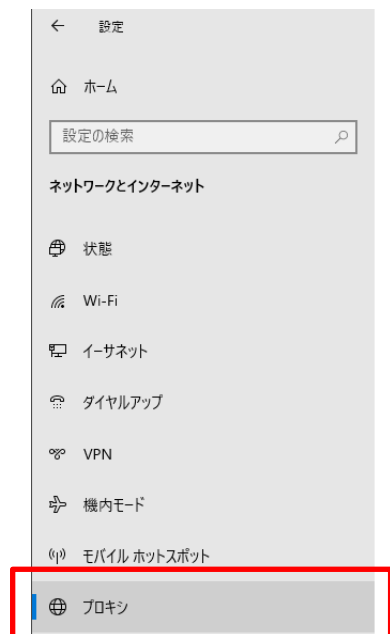 設定
ホーム
設定の検索
ネットワークとインターネット
状態
Wi-Fi
イーサネット
ダイヤルアップ
VPN
機内モード
モバイル ホットスポット
プロキシ